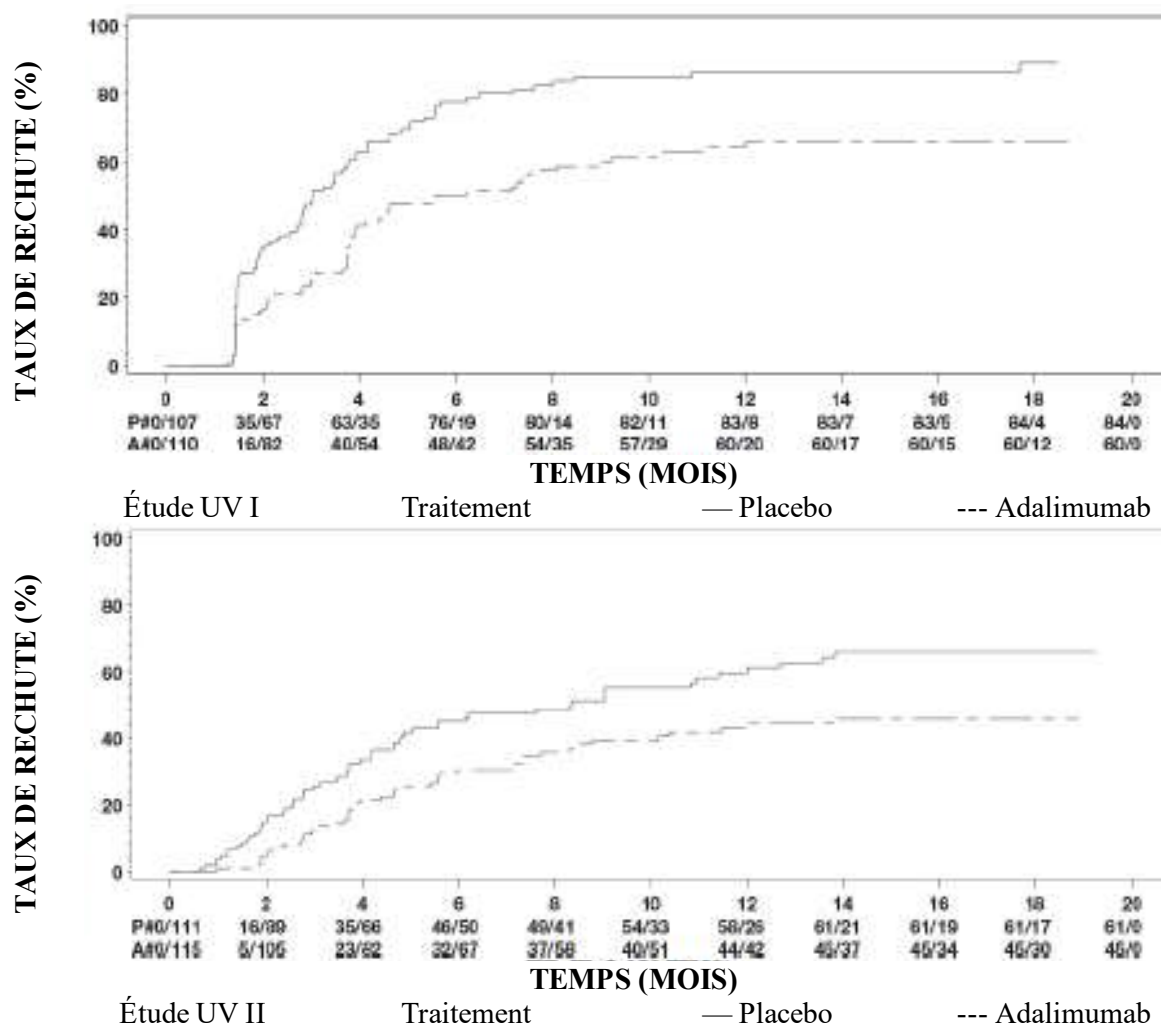 TAUX DE RECHUTE (%)
100
80
60
40
20
0
0 2 4 6 8 10 12 14 16 18 20
P#0/107 35/67 63/35 76/19 80/14 82/11 83/8 83/7 83/5 84/4 84/0
A#0/110 16/82 40/54 48/42 54/35 57/29 60/20 60/17 60/15 60/12 60/0
TEMPS (MOIS)
Étude UV I Traitement — Placebo --- Adalimumab
TAUX DE RECHUTE (%)
100
80
60
40
20
0
0 2 4 6 8 10 12 14 16 18 20
P#0/111 16/89 35/66 46/50 49/41 54/33 58/26 61/21 61/19 61/17 61/0
A#0/115 5/105 23/82 32/67 37/58 40/51 44/42 45/37 45/34 45/30 45/0
TEMPS (MOIS)
Étude UV II Traitement — Placebo --- Adalimumab